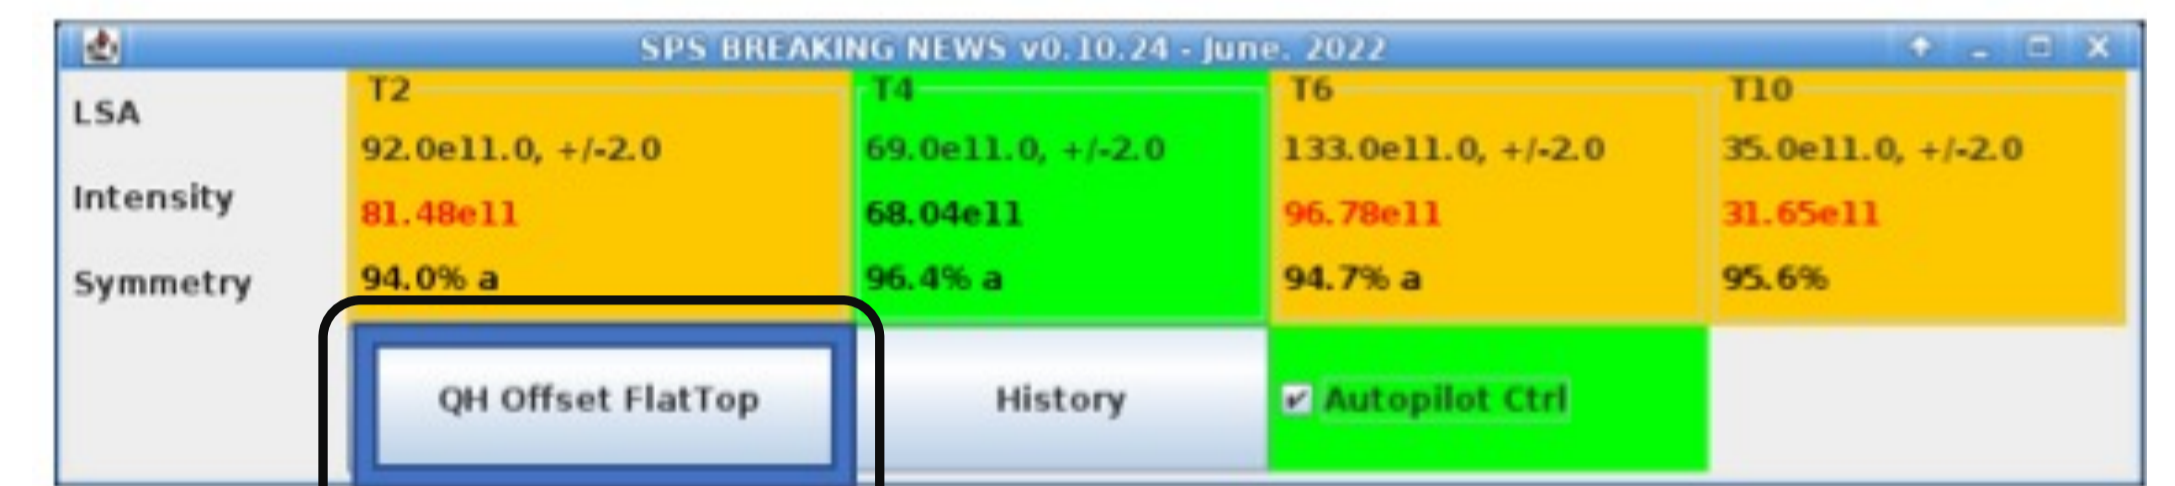 SPS BREAKING NEWS v0.10.24 - June. 2022
T2 T4 T6 T10
LSA 92.0e11.0, +/-2.0 69.0e11.0, +/-2.0 133.0e11.0, +/-2.0 35.0e11.0, +/-2.0
Intensity 81.48e11 68.04e11 96.78e11 31.65e11
Symmetry 94.0% a 96.4% a 94.7% a 95.6%
QH Offset FlatTop History Autopilot Ctrl